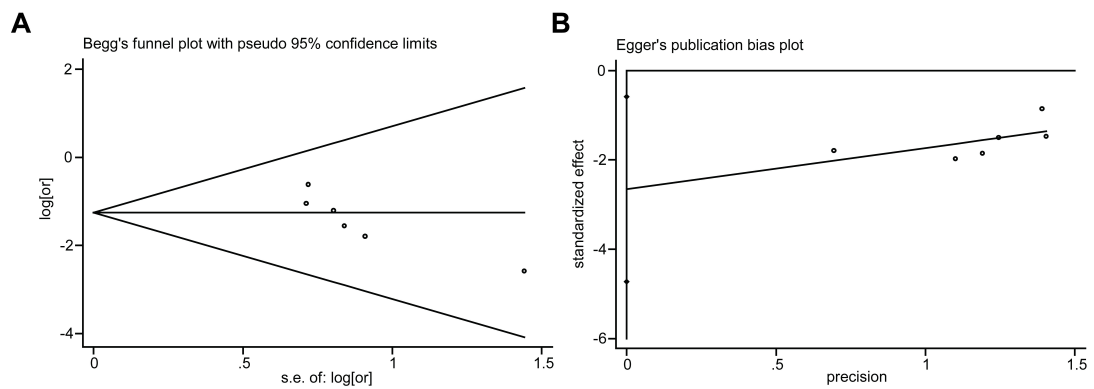 A
Begg's funnel plot with pseudo 95% confidence limits
log[or]
2
0
-2
-4
0 .5 1 1.5
s.e. of: log[or]
B
Egger's publication bias plot
standardized effect
0
-2
-4
-6
0 .5 1 1.5
precision